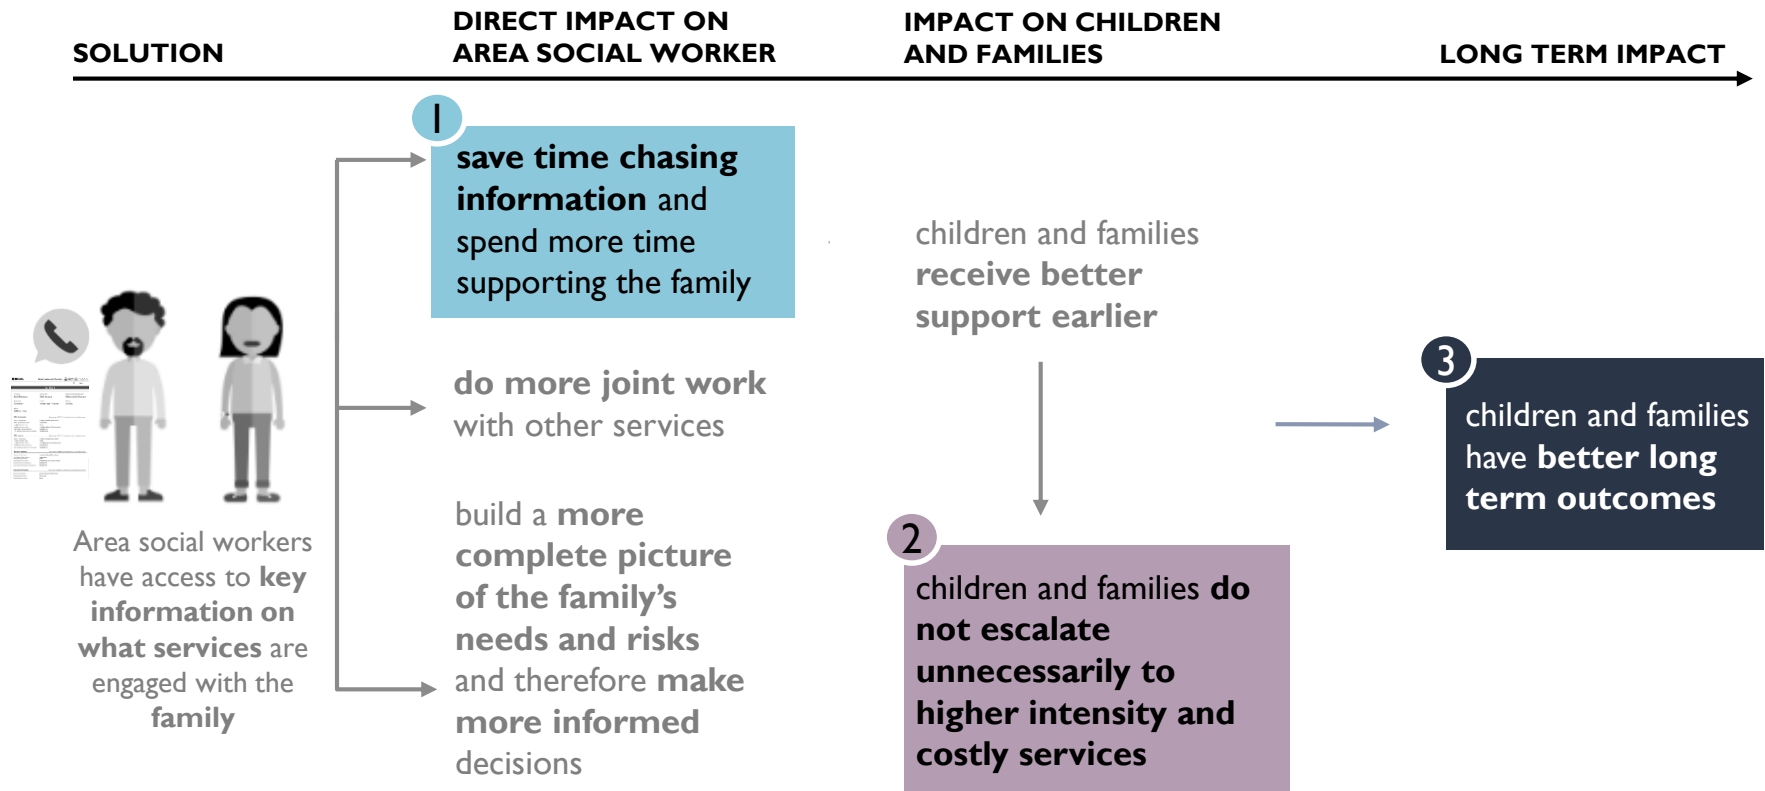 SOLUTION
DIRECT IMPACT ON
AREA SOCIAL WORKER
IMPACT ON CHILDREN
AND FAMILIES
LONG TERM IMPACT
Area social workers
have access to key
information on
what services are
engaged with the
family
1
save time chasing
information and
spend more time
supporting the family
do more joint work
with other services
build a more
complete picture
of the family’s
needs and risks
and therefore make
more informed
decisions
children and families
receive better
support earlier
2
children and families do
not escalate
unnecessarily to
higher intensity and
costly services
3
children and families
have better long
term outcomes